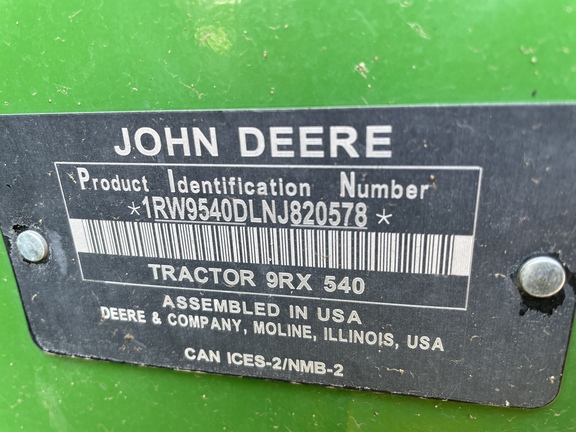 JOHN DEERE
Product Identification Number
*1RW9540DLNJ820578*
TRACTOR 9RX 540
ASSEMBLED IN USA
DEERE & COMPANY, MOLINE, ILLINOIS, USA
CAN ICES-2/NMB-2